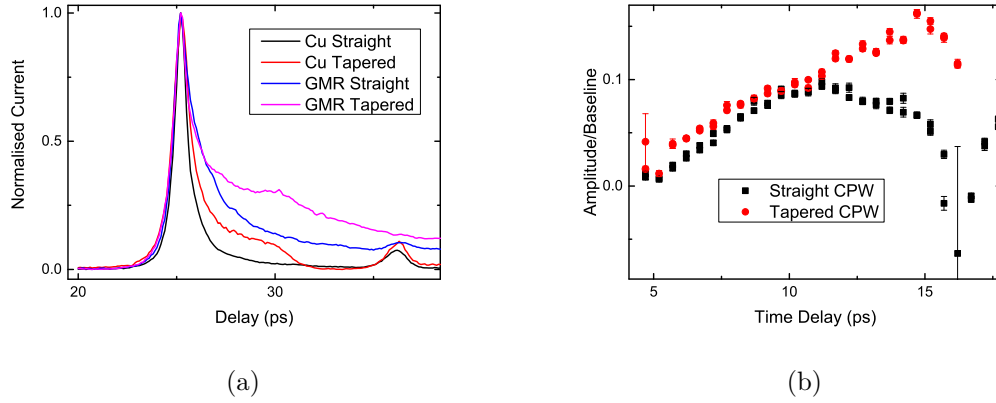 1.0
0.5
0.0
20
30
Normalised Current
Delay (ps)
Cu Straight
Cu Tapered
GMR Straight
GMR Tapered
(a)
0.1
0.0
5
10
15
Amplitude/Baseline
Time Delay (ps)
Straight CPW
Tapered CPW
(b)